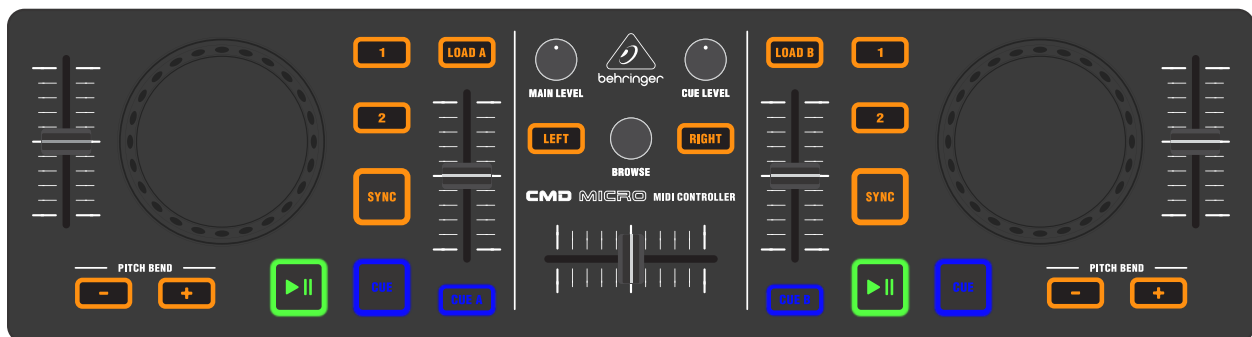 1
LOAD A
2
SYNC
PITCH BEND
-
+
CUE
CUE A
behringer
MAIN LEVEL
CUE LEVEL
LEFT
RIGHT
BROWSE
CMD MICRO MIDI CONTROLLER
LOAD B
1
2
SYNC
CUE B
CUE
PITCH BEND
-
+